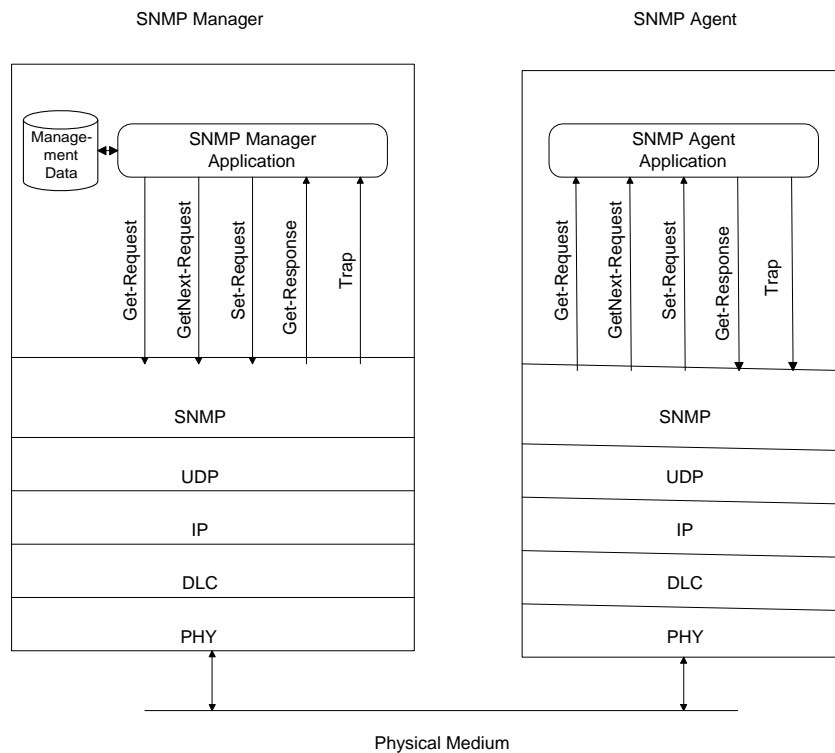 SNMP Manager
SNMP Agent
Manage-
ment
Data
SNMP Manager
Application
SNMP Agent
Application
Get-Request
GetNext-Request
Set-Request
Get-Response
Trap
Get-Request
GetNext-Request
Set-Request
Get-Response
Trap
SNMP
UDP
IP
DLC
PHY
SNMP
UDP
IP
DLC
PHY
Physical Medium